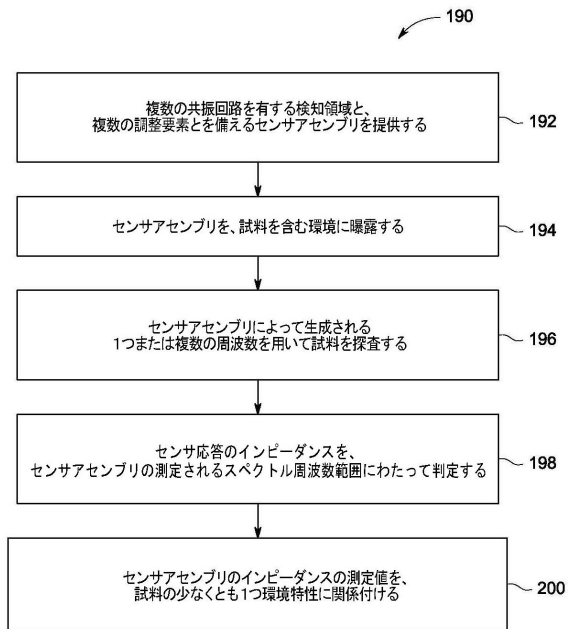 190
複数の共振回路を有する検知領域と、
複数の調整要素とを備えるセンサアセンブリを提供する
192
センサアセンブリを、試料を含む環境に曝露する
194
センサアセンブリによって生成される
1つまたは複数の周波数を用いて試料を探査する
196
センサ応答のインピーダンスを、
センサアセンブリの測定されるスペクトル周波数範囲にわたって判定する
198
センサアセンブリのインピーダンスの測定値を、
試料の少なくとも1つ環境特性に関係付ける
200